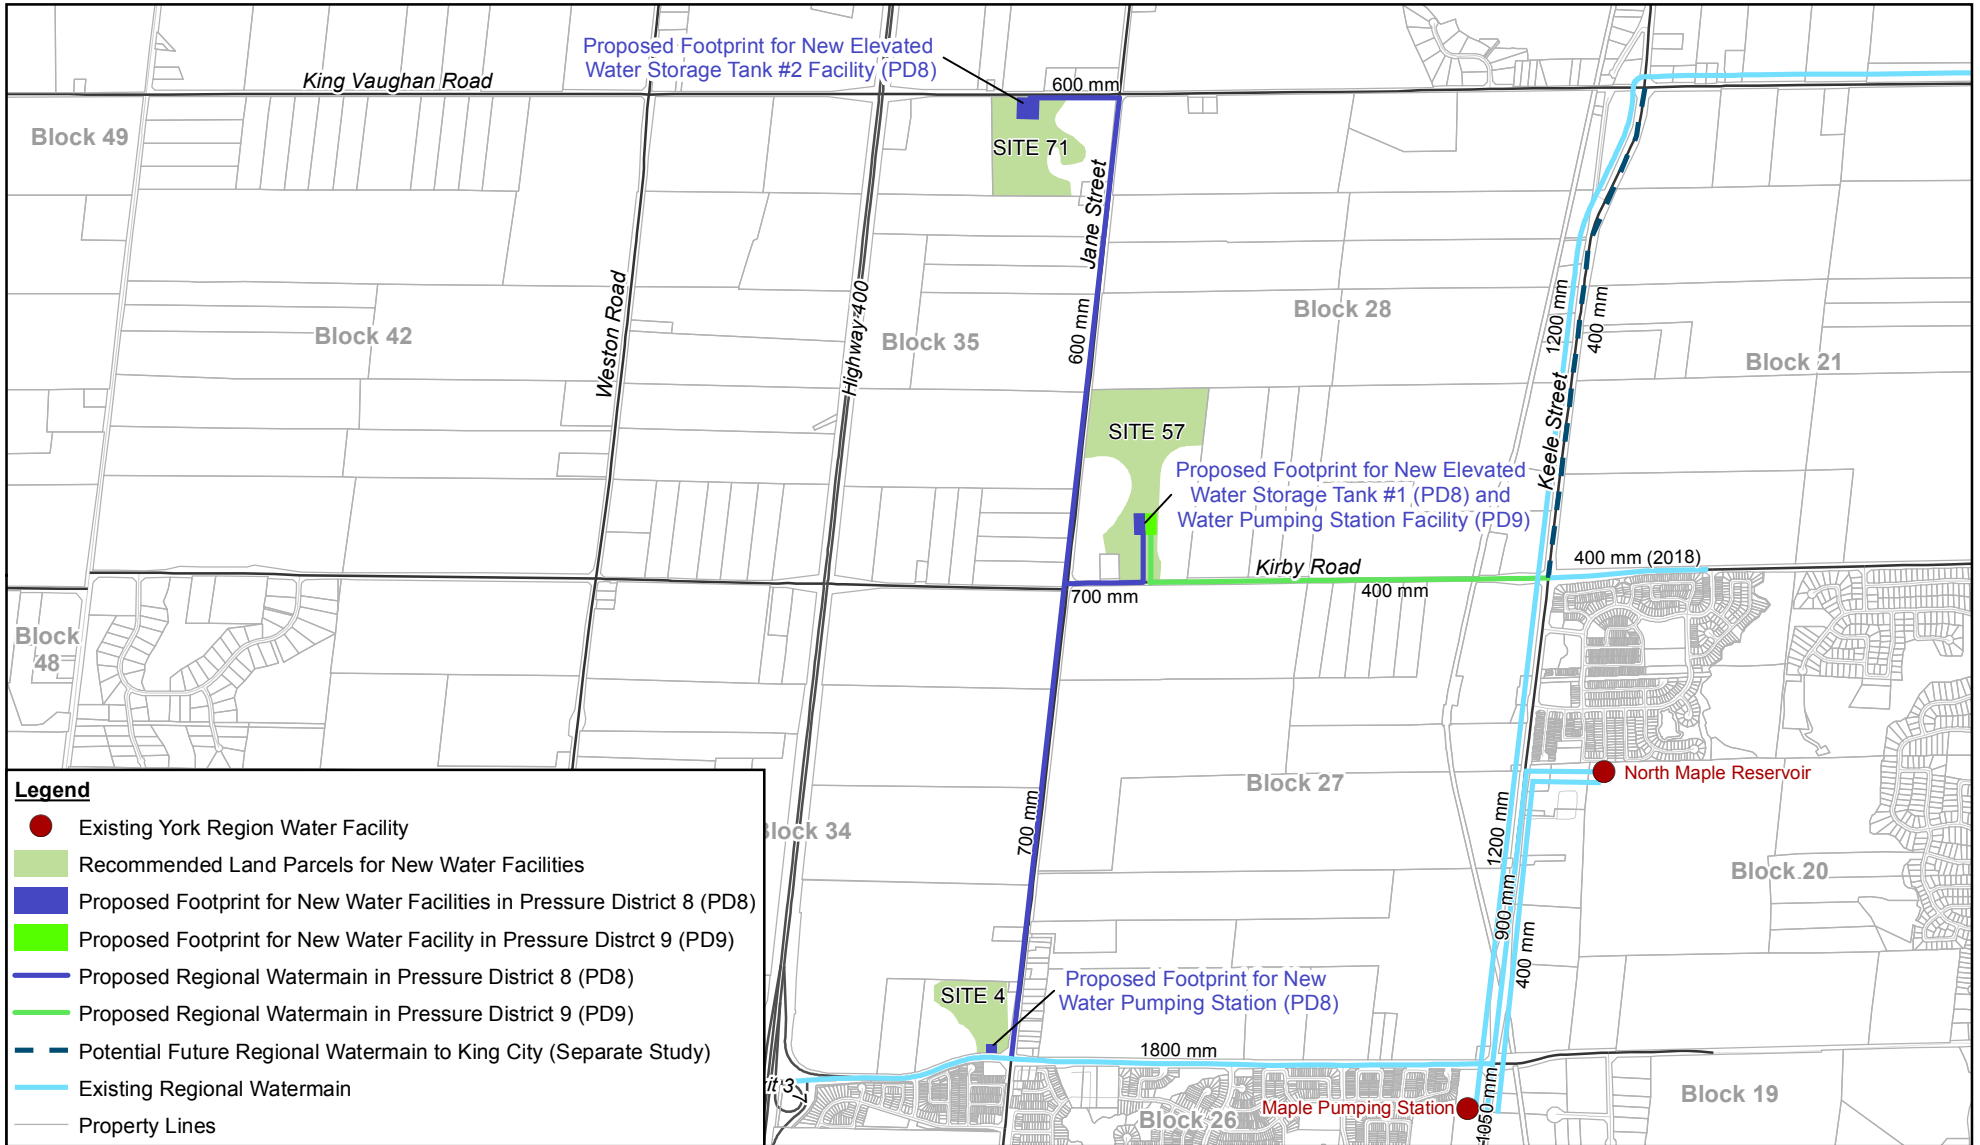 Proposed Footprint for New Elevated
Water Storage Tank #2 Facility (PD8)
King Vaughan Road
600 mm
Block 49
SITE 71
Jane Street
Block 42
Weston Road
Highway 400
Block 35
600 mm
Block 28
1200 mm
400 mm
Block 21
SITE 57
Keele Street
Proposed Footprint for New Elevated
Water Storage Tank #1 (PD8) and
Water Pumping Station Facility (PD9)
Kirby Road
400 mm (2018)
700 mm
400 mm
Block
48
North Maple Reservoir
Block 27
700 mm
1200 mm
Block 34
Block 20
900 mm
400 mm
SITE 4
Proposed Footprint for New
Water Pumping Station (PD8)
1800 mm
Block 19
Maple Pumping Station
Block 26
1050 mm
Legend
Existing York Region Water Facility
Recommended Land Parcels for New Water Facilities
Proposed Footprint for New Water Facilities in Pressure District 8 (PD8)
Proposed Footprint for New Water Facility in Pressure Distrct 9 (PD9)
Proposed Regional Watermain in Pressure District 8 (PD8)
Proposed Regional Watermain in Pressure District 9 (PD9)
Potential Future Regional Watermain to King City (Separate Study)
Existing Regional Watermain
Property Lines